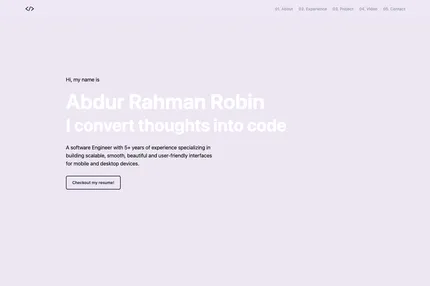 </>
01. About 02. Experience 03. Project 04. Video 05. Contact
Hi, my name is
Abdur Rahman Robin
I convert thoughts into code
A software Engineer with 5+ years of experience specializing in
building scalable, smooth, beautiful and user-friendly interfaces
for mobile and desktop devices.
Checkout my resume!